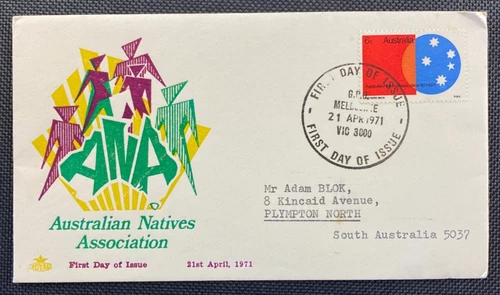 ANA
Australian Natives
Association
First Day of Issue 21st April, 1971
6c Australia
FIRST DAY OF ISSUE
G.P.O.
MELBOURNE
21 APR 1971
VIC 3000
FIRST DAY OF ISSUE
Mr Adam BLOK,
8 Kincaid Avenue,
PLYMPTON NORTH
South Australia 5037